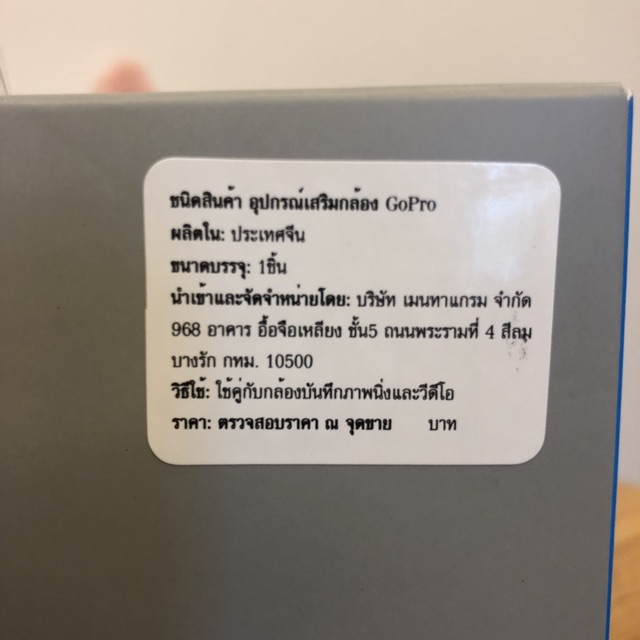 ชนิดสินค้า อุปกรณ์เสริมกล้อง GoPro
ผลิตใน: ประเทศจีน
ขนาดบรรจุ: 1ชิ้น
นำเข้าและจัดจำหน่ายโดย: บริษัท เมนทาแกรม จำกัด
968 อาคาร อื้อจือเหลียง ชั้น5 ถนนพระรามที่ 4 สีลม
บางรัก กทม. 10500
วิธีใช้: ใช้คู่กับกล้องบันทึกภาพนิ่งและวีดีโอ
ราคา: ตรวจสอบราคา ณ จุดขาย บาท